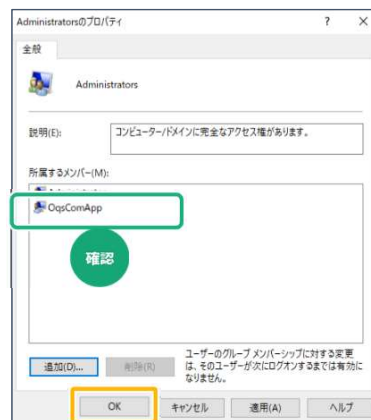 Administratorsのプロパティ
?
×
全般
Administrators
説明(E):
コンピューター/ドメインに完全なアクセス権があります。
所属するメンバー(M):
OqsComApp
確認
追加(D)...
削除(R)
ユーザーのグループ メンバーシップに対する変更
は、そのユーザーが次にログオンするまでは有効に
なりません。
OK
キャンセル
適用(A)
ヘルプ